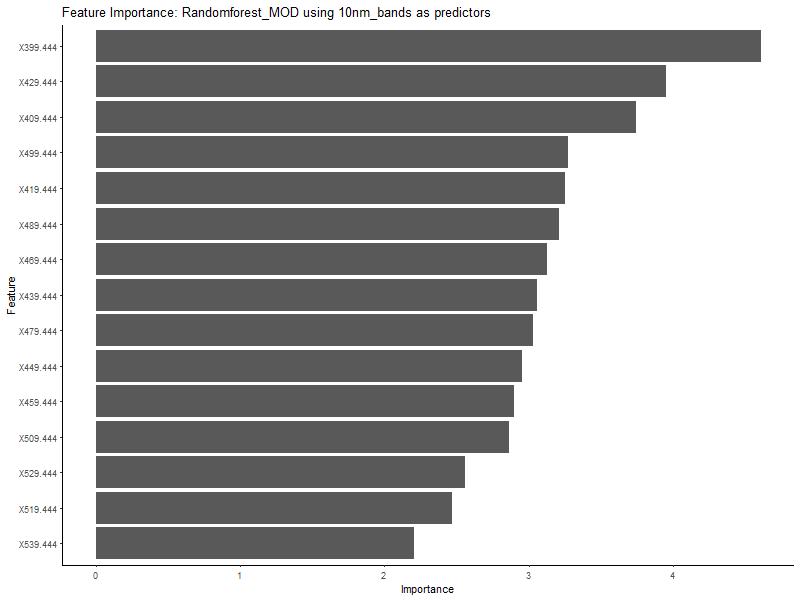 Feature Importance: Randomforest_MOD using 10nm_bands as predictors
X399.444
X429.444
X409.444
X499.444
X419.444
X489.444
X469.444
X439.444
X479.444
X449.444
X459.444
X509.444
X529.444
X519.444
X539.444
Feature
0 1 2 3 4
Importance